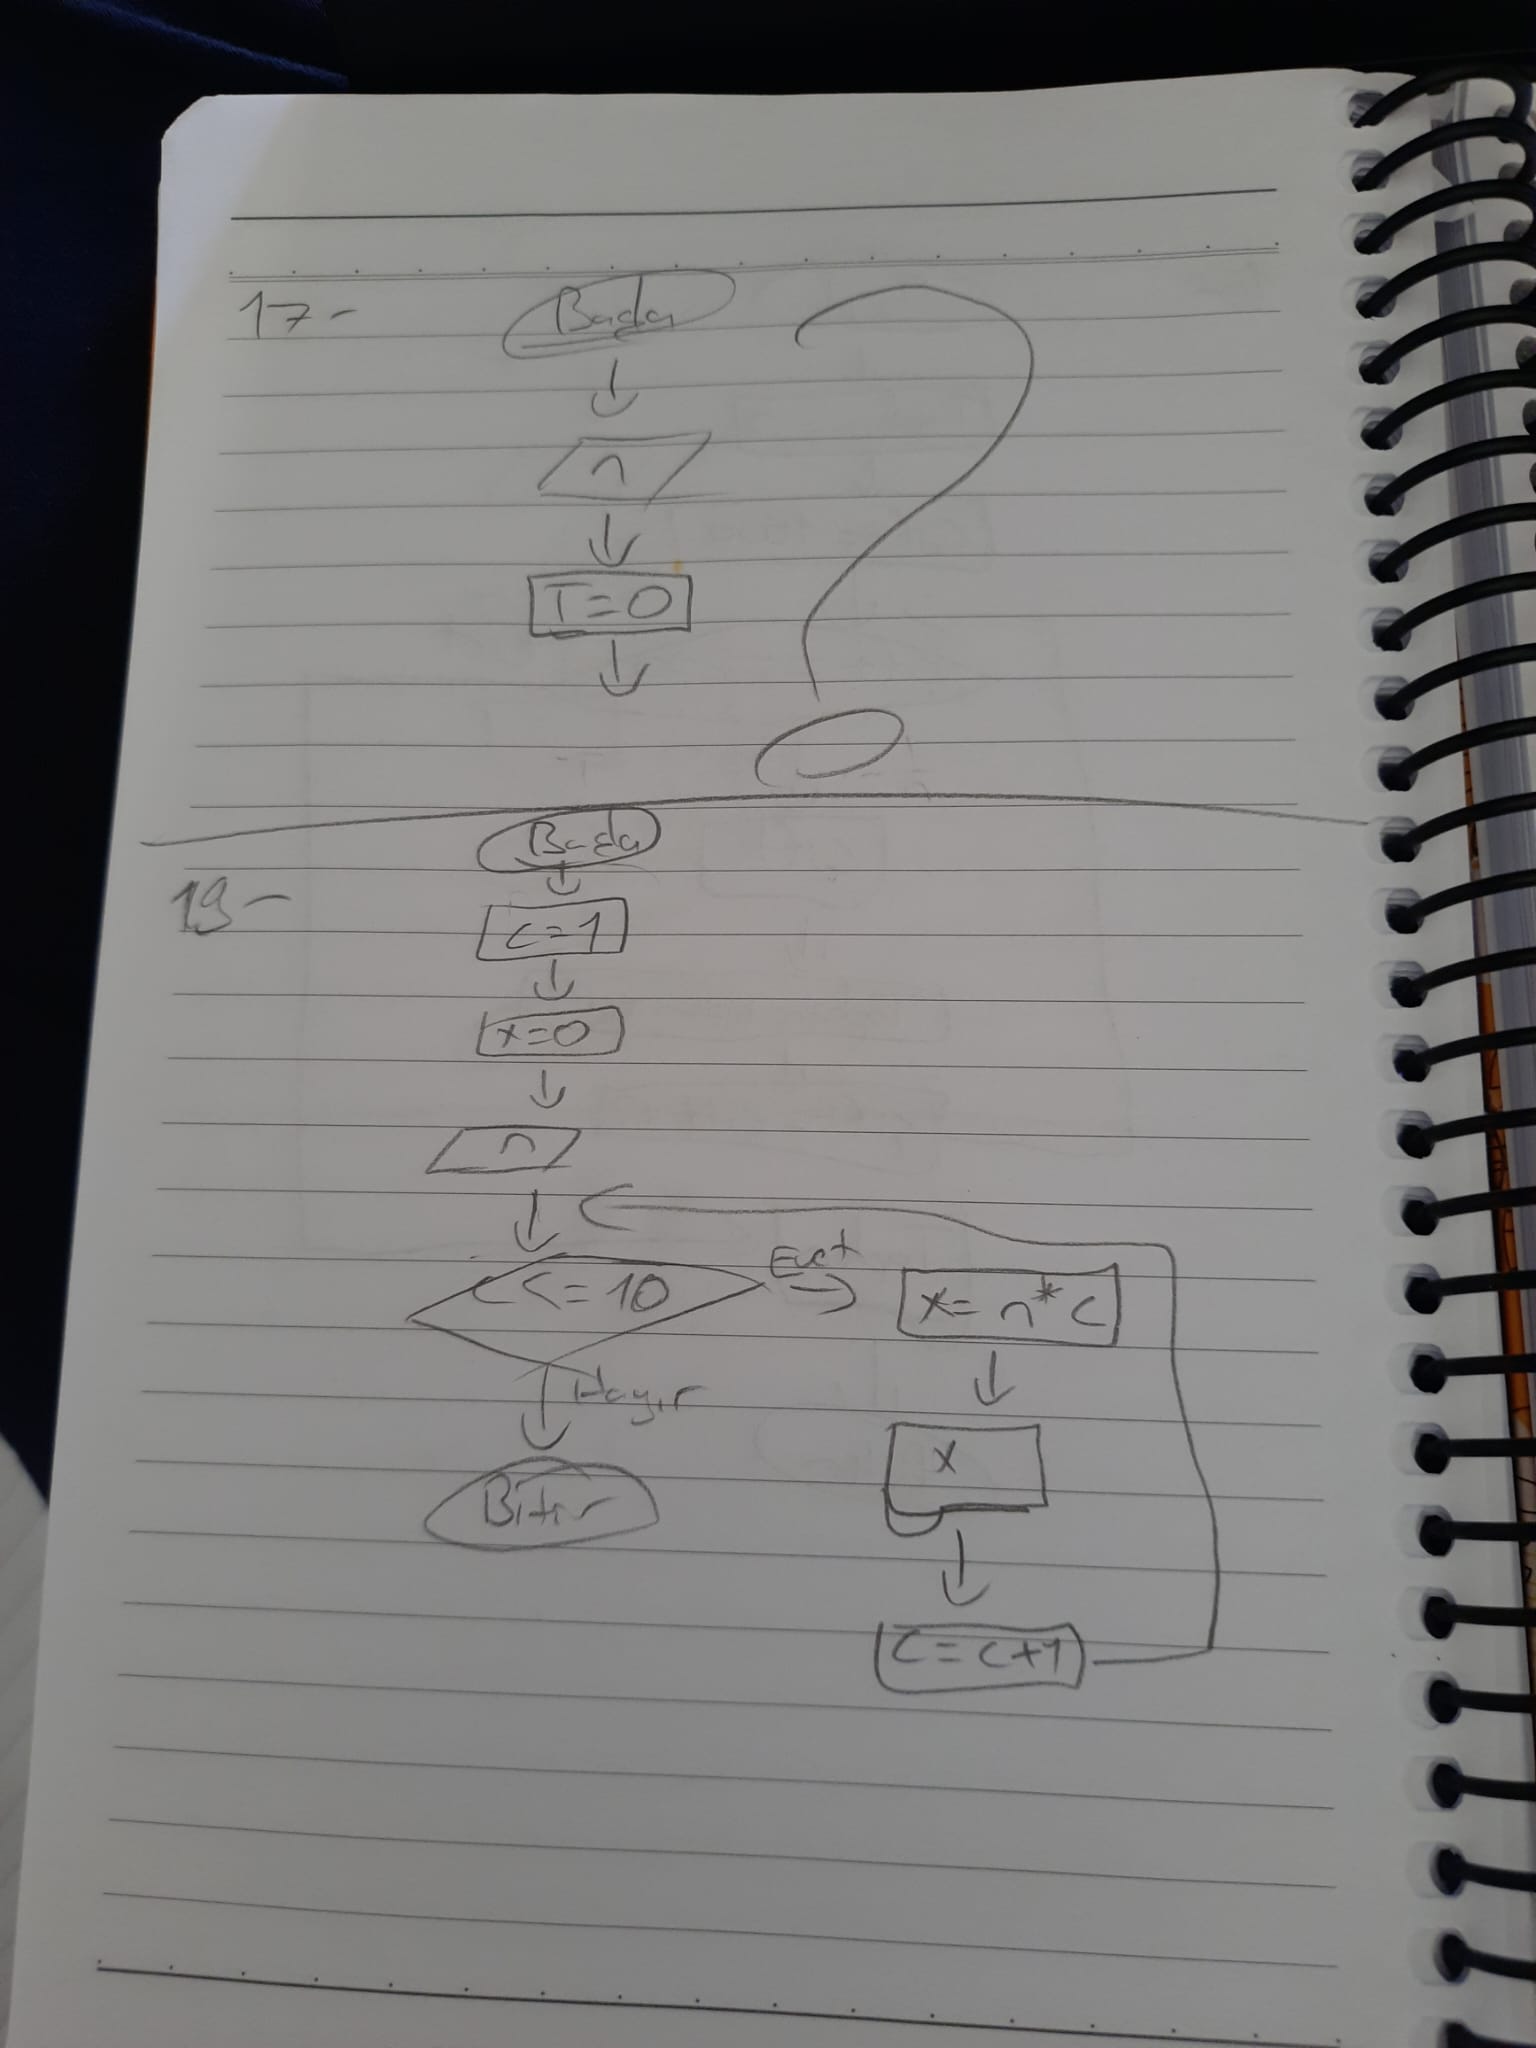 17-
Başla
n
T=0
19-
Başla
c=1
x=0
n
c<=10
Evet
x=n*c
Hayır
x
Bitir
c=c+1